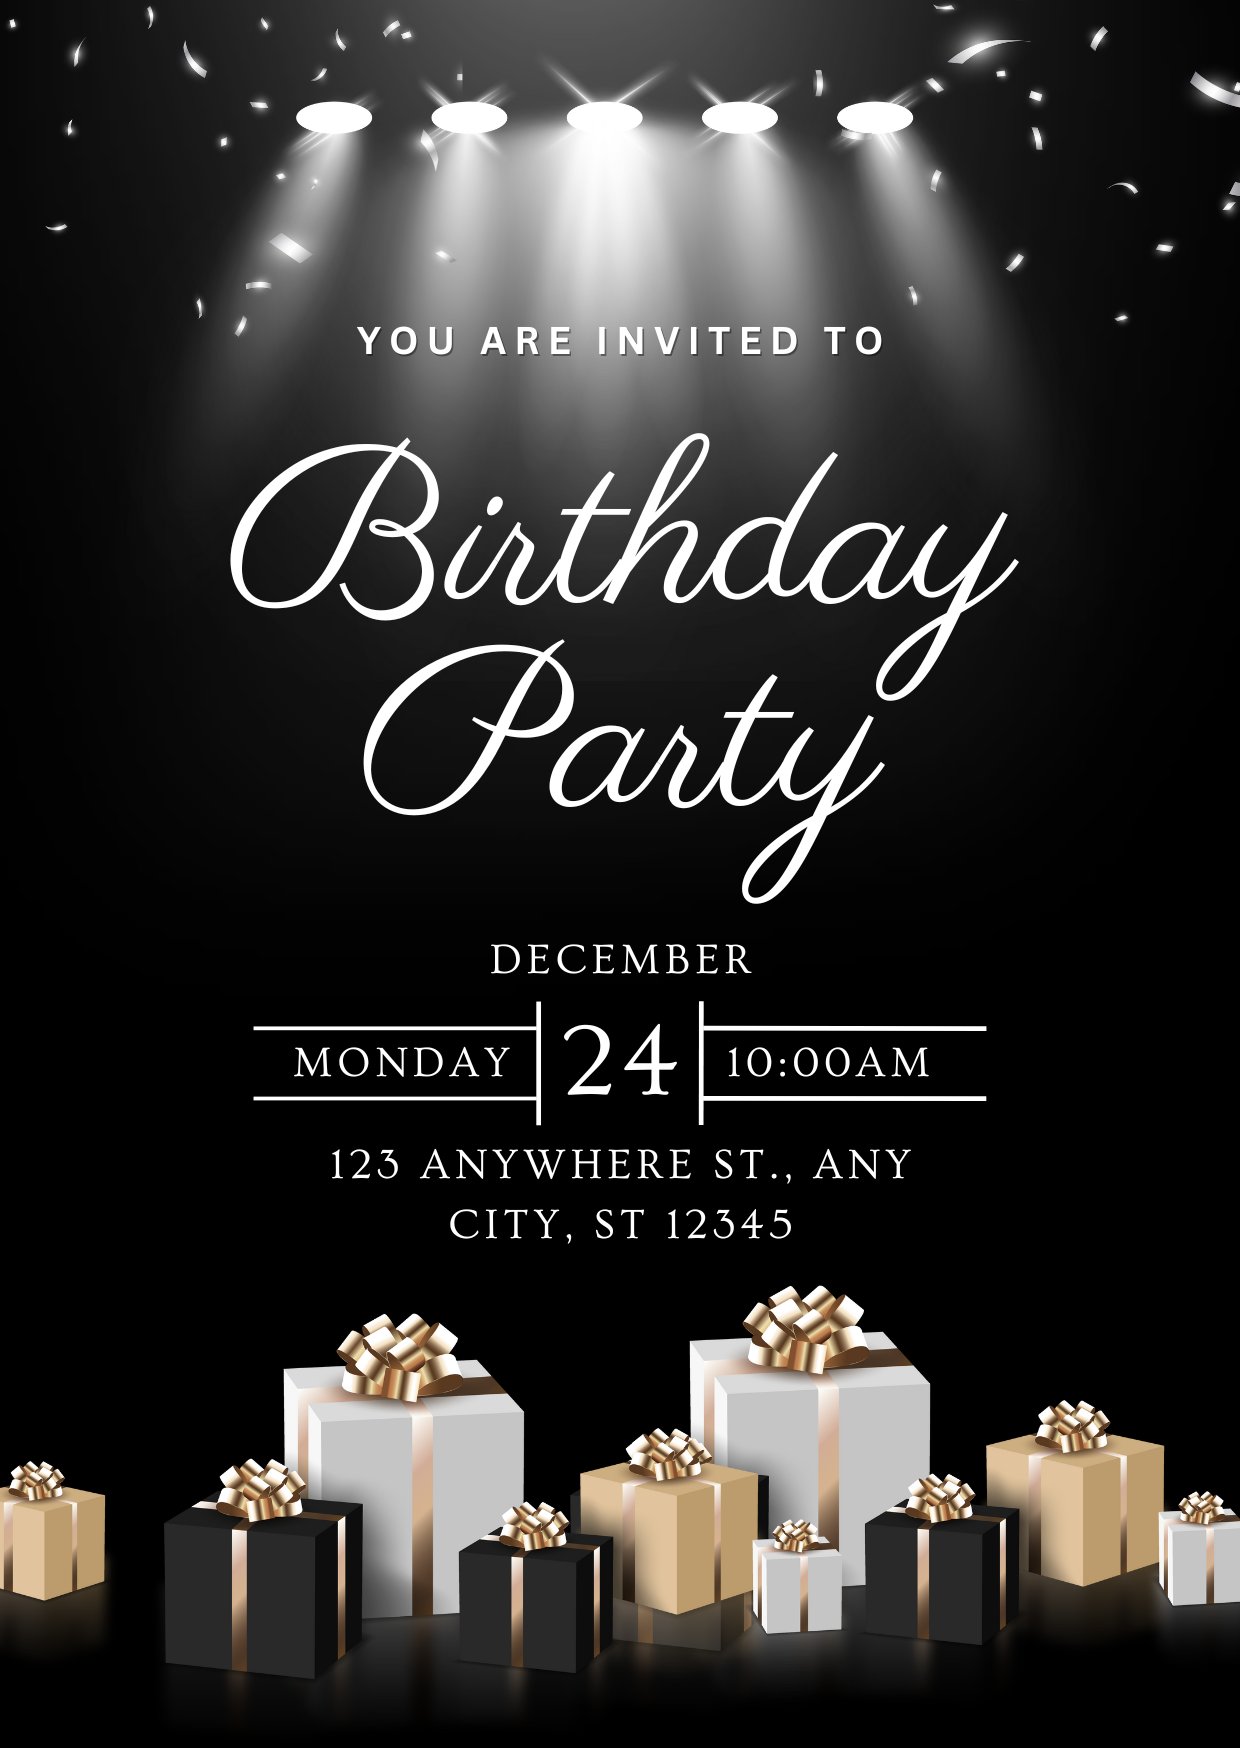 YOU ARE INVITED TO
Birthday
Party
DECEMBER
MONDAY 24 10:00AM
123 ANYWHERE ST., ANY
CITY, ST 12345